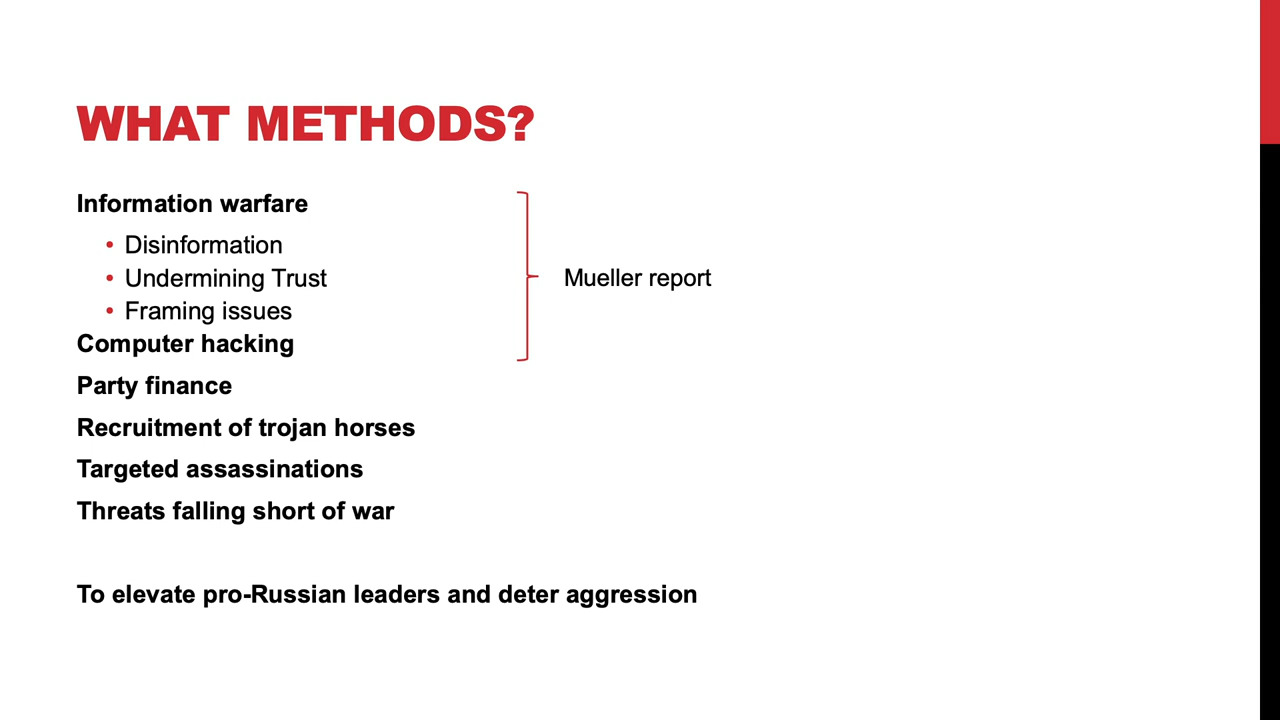 WHAT METHODS?
Information warfare
• Disinformation
• Undermining Trust
• Framing issues
Mueller report
Computer hacking
Party finance
Recruitment of trojan horses
Targeted assassinations
Threats falling short of war
To elevate pro-Russian leaders and deter aggression